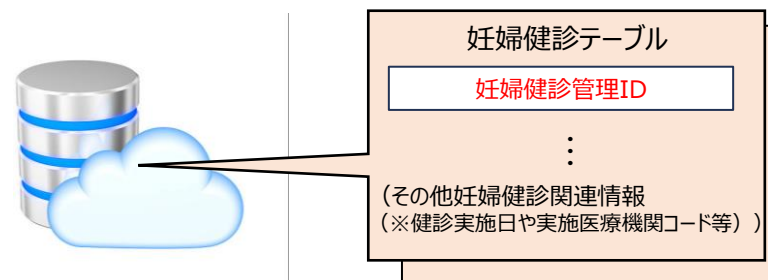 妊婦健診テーブル
妊婦健診管理ID
⋮
(その他妊婦健診関連情報
(※健診実施日や実施医療機関コード等))